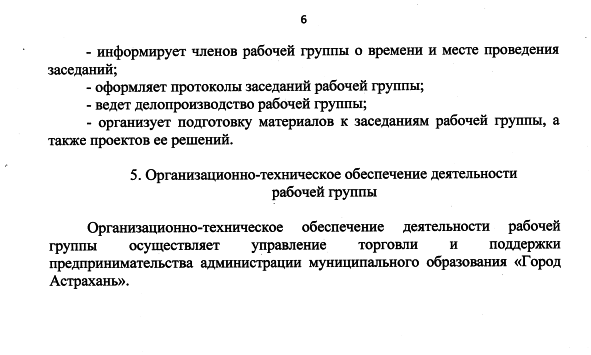 6
- информирует членов рабочей группы о времени и месте проведения
заседаний;
- оформляет протоколы заседаний рабочей группы;
- ведет делопроизводство рабочей группы;
- организует подготовку материалов к заседаниям рабочей группы, а
также проектов ее решений.
5. Организационно-техническое обеспечение деятельности
рабочей группы
Организационно-техническое обеспечение деятельности рабочей
группы осуществляет управление торговли и поддержки
предпринимательства администрации муниципального образования «Город
Астрахань».